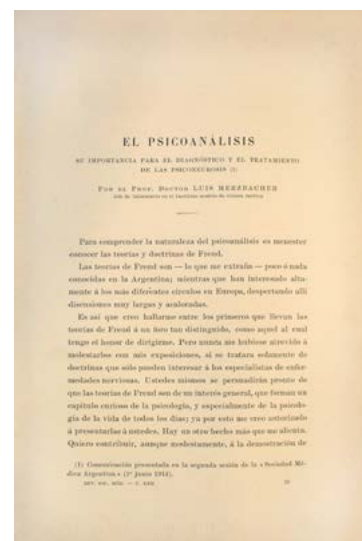 EL PSICOANÁLISIS
SU IMPORTANCIA PARA EL DIAGNÓSTICO Y EL TRATAMIENTO
DE LAS PSICONEUROSIS (1)
POR EL PROF. DOCTOR LUIS MERZBACHER
Jefe de laboratorio en el Instituto modelo de clínica médica
Para comprender la naturaleza del psicoanálisis es menester
conocer las teorías y doctrinas de Freud.
Las teorías de Freud son — lo que me extraña — poco ó nada
conocidas en la Argentina; mientras que han interesado alta-
mente á los más diferentes círculos en Europa, despertando allí
discusiones muy largas y acaloradas.
Es así que creo hallarme entre los primeros que llevan las
teorías de Freud á un foro tan distinguido, como aquel al cual
tengo el honor de dirigirme. Pero nunca me hubiese atrevido á
molestarles con mis exposiciones, si se tratara solamente de
doctrinas que sólo pueden interesar á los especialistas de enfer-
medades nerviosas. Ustedes mismos se persuadirán pronto de
que las teorías de Freud son de un interés general, que forman un
capítulo curioso de la psicología, y especialmente de la psicolo-
gía de la vida de todos los días; ya por esto me creo autorizado
á presentarlas á ustedes. Hay un otro hecho más que me alienta.
Quiero contribuir, aunque modestamente, á la demostración de
(1) Comunicación presentada en la segunda sesión de la «Sociedad Mé-
dica Argentina» (1º junio 1914).